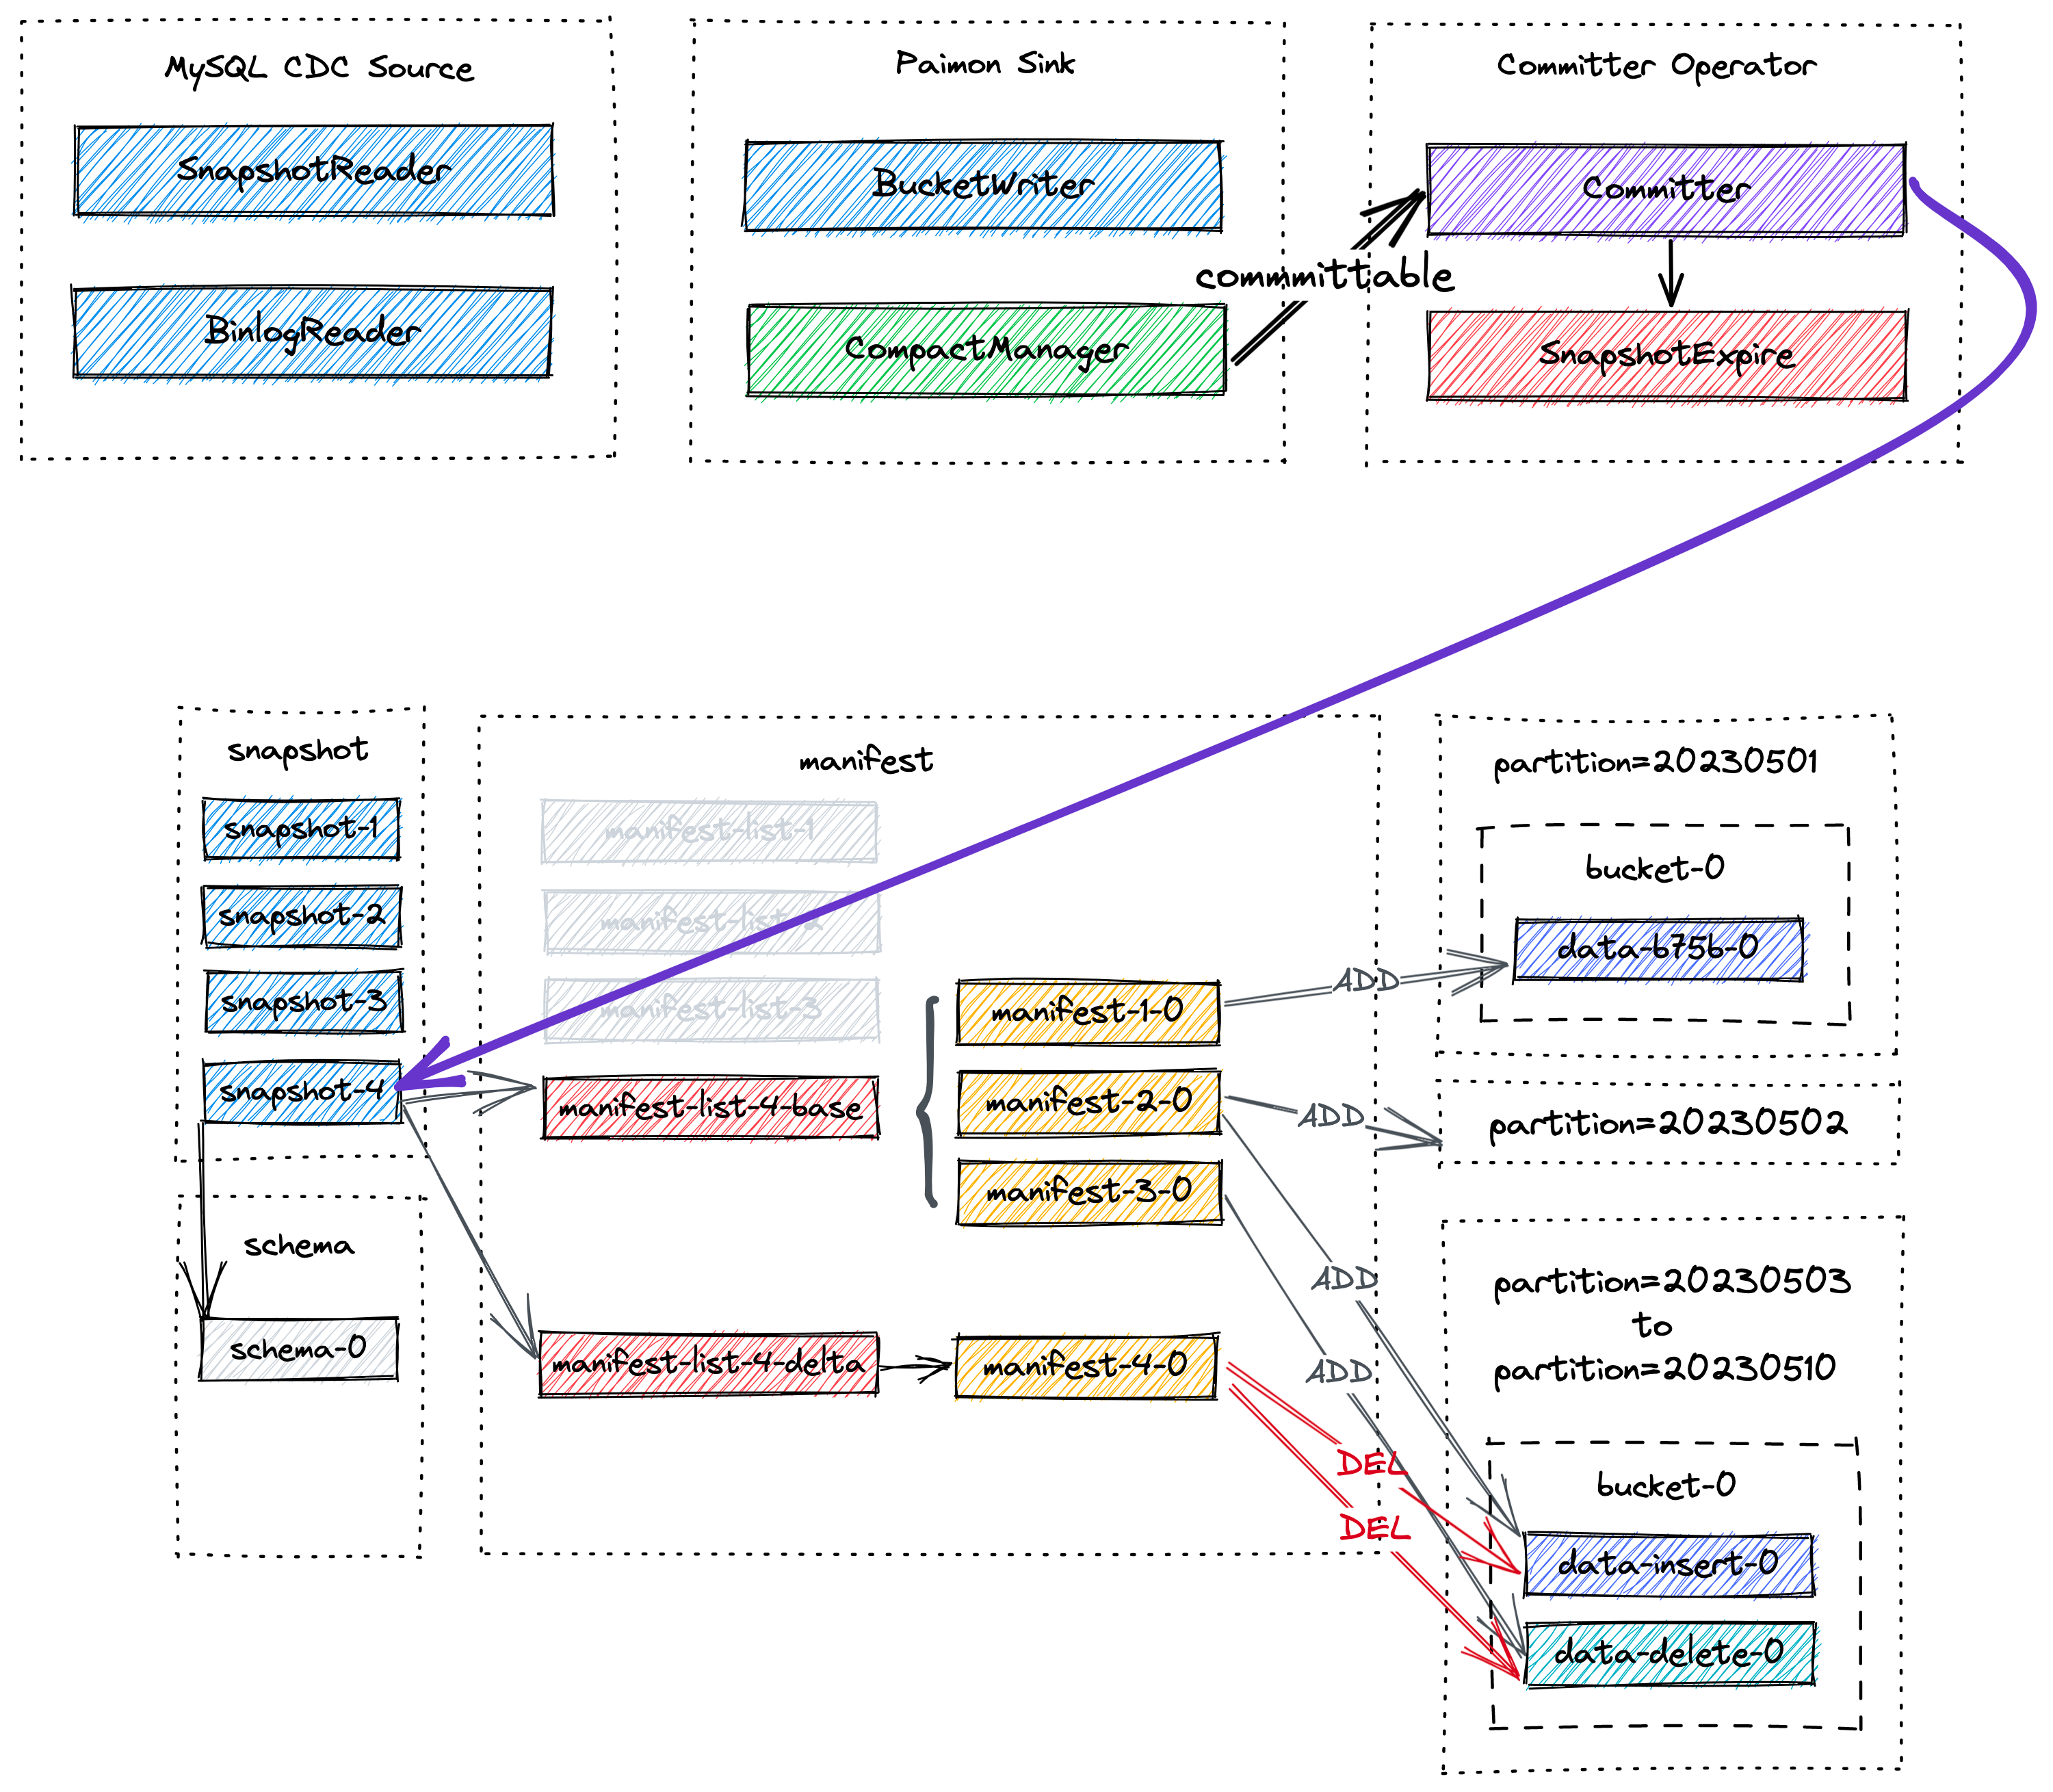 MySQL CDC Source
SnapshotReader
BinlogReader
Paimon Sink
BucketWriter
CompactManager
commmittable
Committer Operator
Committer
SnapshotExpire
snapshot
snapshot-1
snapshot-2
snapshot-3
snapshot-4
schema
schema-0
manifest
manifest-list-1
manifest-list-2
manifest-list-3
manifest-list-4-base
manifest-list-4-delta
manifest-1-0
manifest-2-0
manifest-3-0
manifest-4-0
ADD
ADD
ADD
ADD
DEL
DEL
partition=20230501
bucket-0
data-b75b-0
partition=20230502
partition=20230503
to
partition=20230510
bucket-0
data-insert-0
data-delete-0